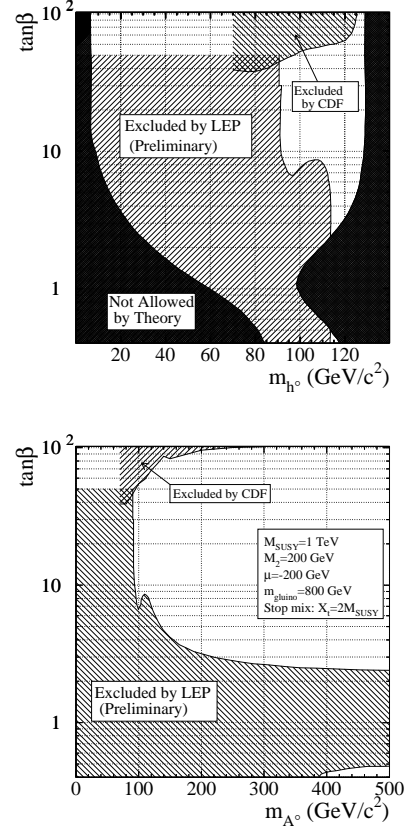 tanβ
10²
10
1
Excluded
by CDF
Excluded by LEP
(Preliminary)
Not Allowed
by Theory
20 40 60 80 100 120
m_h° (GeV/c²)
tanβ
10²
10
1
Excluded by CDF
M_SUSY=1 TeV
M₂=200 GeV
μ=-200 GeV
m_gluino=800 GeV
Stop mix: X_t=2M_SUSY
Excluded by LEP
(Preliminary)
0 100 200 300 400 500
m_A° (GeV/c²)